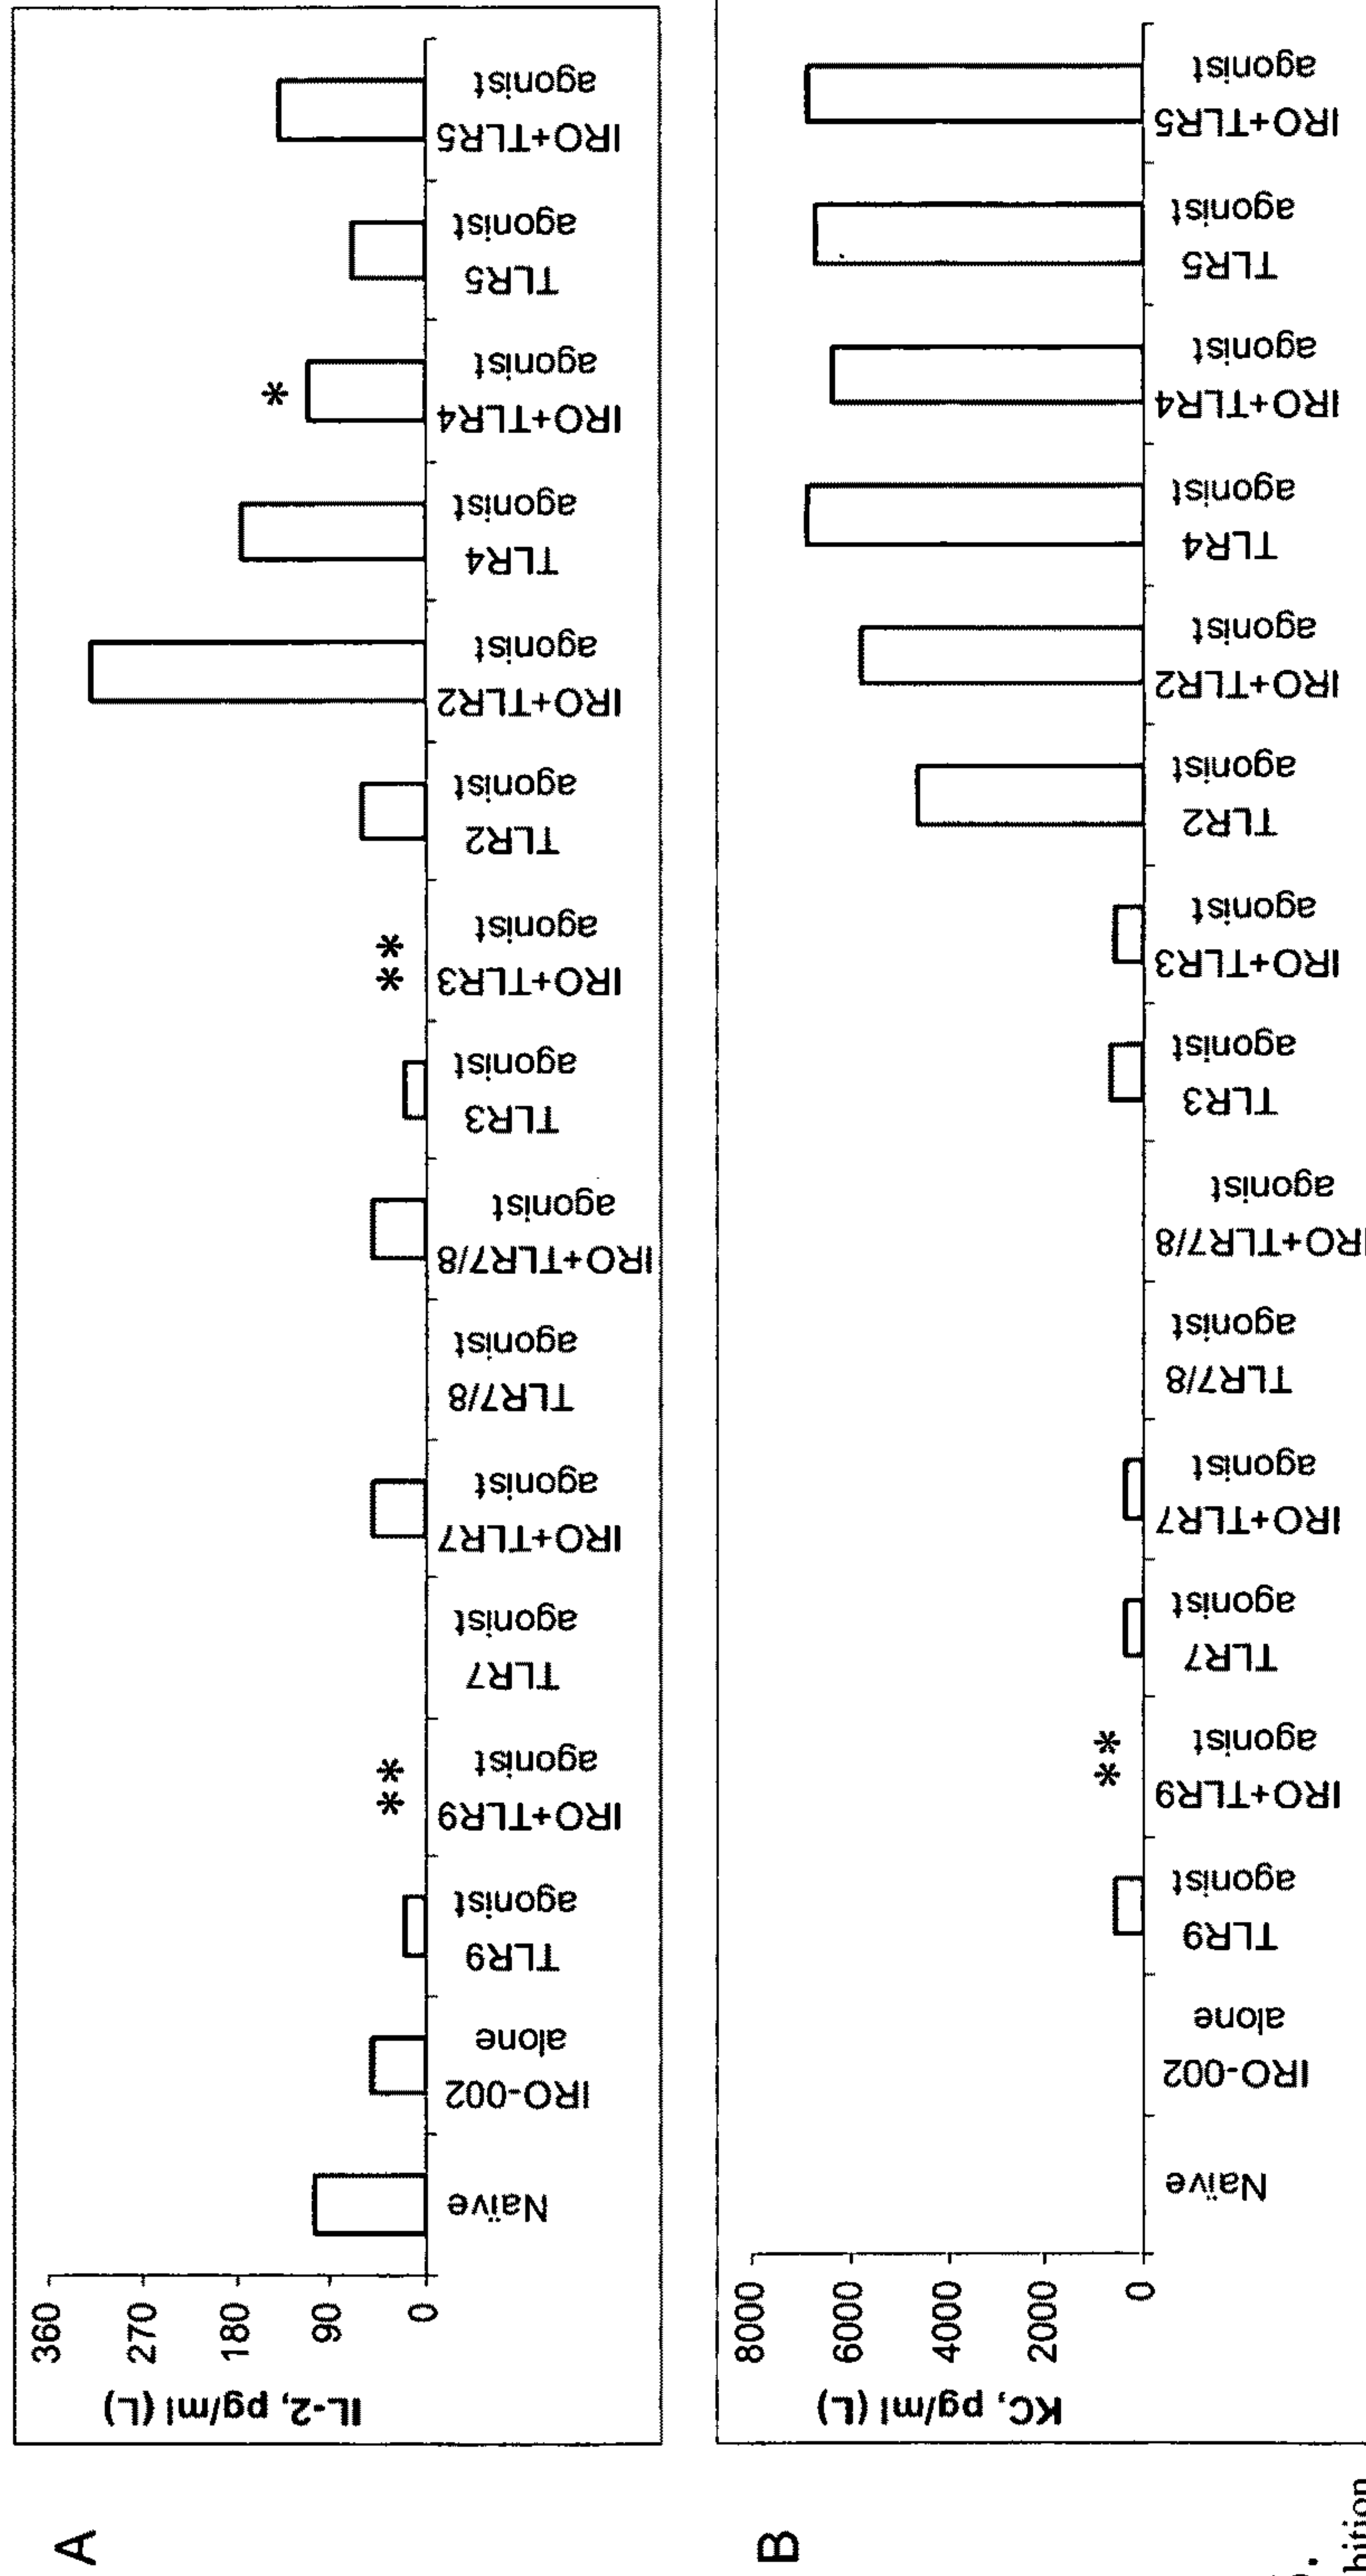 A
IL-2, pg/ml (L)
360
270
180
90
0
Naïve
IRO-002
alone
TLR9
agonist
**
IRO+TLR9
agonist
TLR7
agonist
IRO+TLR7
agonist
TLR7/8
agonist
IRO+TLR7/8
agonist
TLR3
agonist
**
IRO+TLR3
agonist
TLR2
agonist
IRO+TLR2
agonist
TLR4
agonist
*
IRO+TLR4
agonist
TLR5
agonist
IRO+TLR5
agonist
B
KC, pg/ml (L)
8000
6000
4000
2000
0
Naïve
IRO-002
alone
TLR9
agonist
**
IRO+TLR9
agonist
TLR7
agonist
IRO+TLR7
agonist
TLR7/8
agonist
IRO+TLR7/8
agonist
TLR3
agonist
IRO+TLR3
agonist
TLR2
agonist
IRO+TLR2
agonist
TLR4
agonist
IRO+TLR4
agonist
TLR5
agonist
IRO+TLR5
agonist